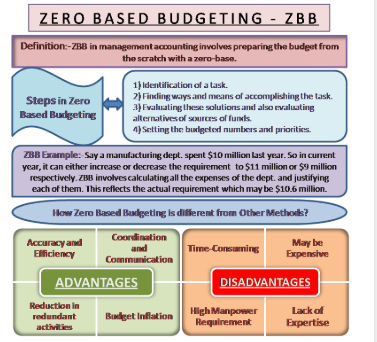 ZERO BASED BUDGETING - ZBB
Definition:-ZBB in management accounting involves preparing the budget from
the scratch with a zero-base.
Steps in Zero
Based Budgeting
1) Identification of a task.
2) Finding ways and means of accomplishing the task.
3) Evaluating these solutions and also evaluating
alternatives of sources of funds.
4) Setting the budgeted numbers and priorities.
ZBB Example:- Say a manufacturing dept. spent $10 million last year. So in current
year, it can either increase or decrease the requirement to $11 million or $9 million
respectively. ZBB involves calculating all the expenses of the dept. and justifying
each of them. This reflects the actual requirement which may be $10.6 million.
How Zero Based Budgeting is different from Other Methods?
Accuracy and
Efficiency
Coordination
and
Communication
ADVANTAGES
Reduction in
redundant
activities
Budget Inflation
Time-Consuming
May be
Expensive
DISADVANTAGES
High Manpower
Requirement
Lack of
Expertise